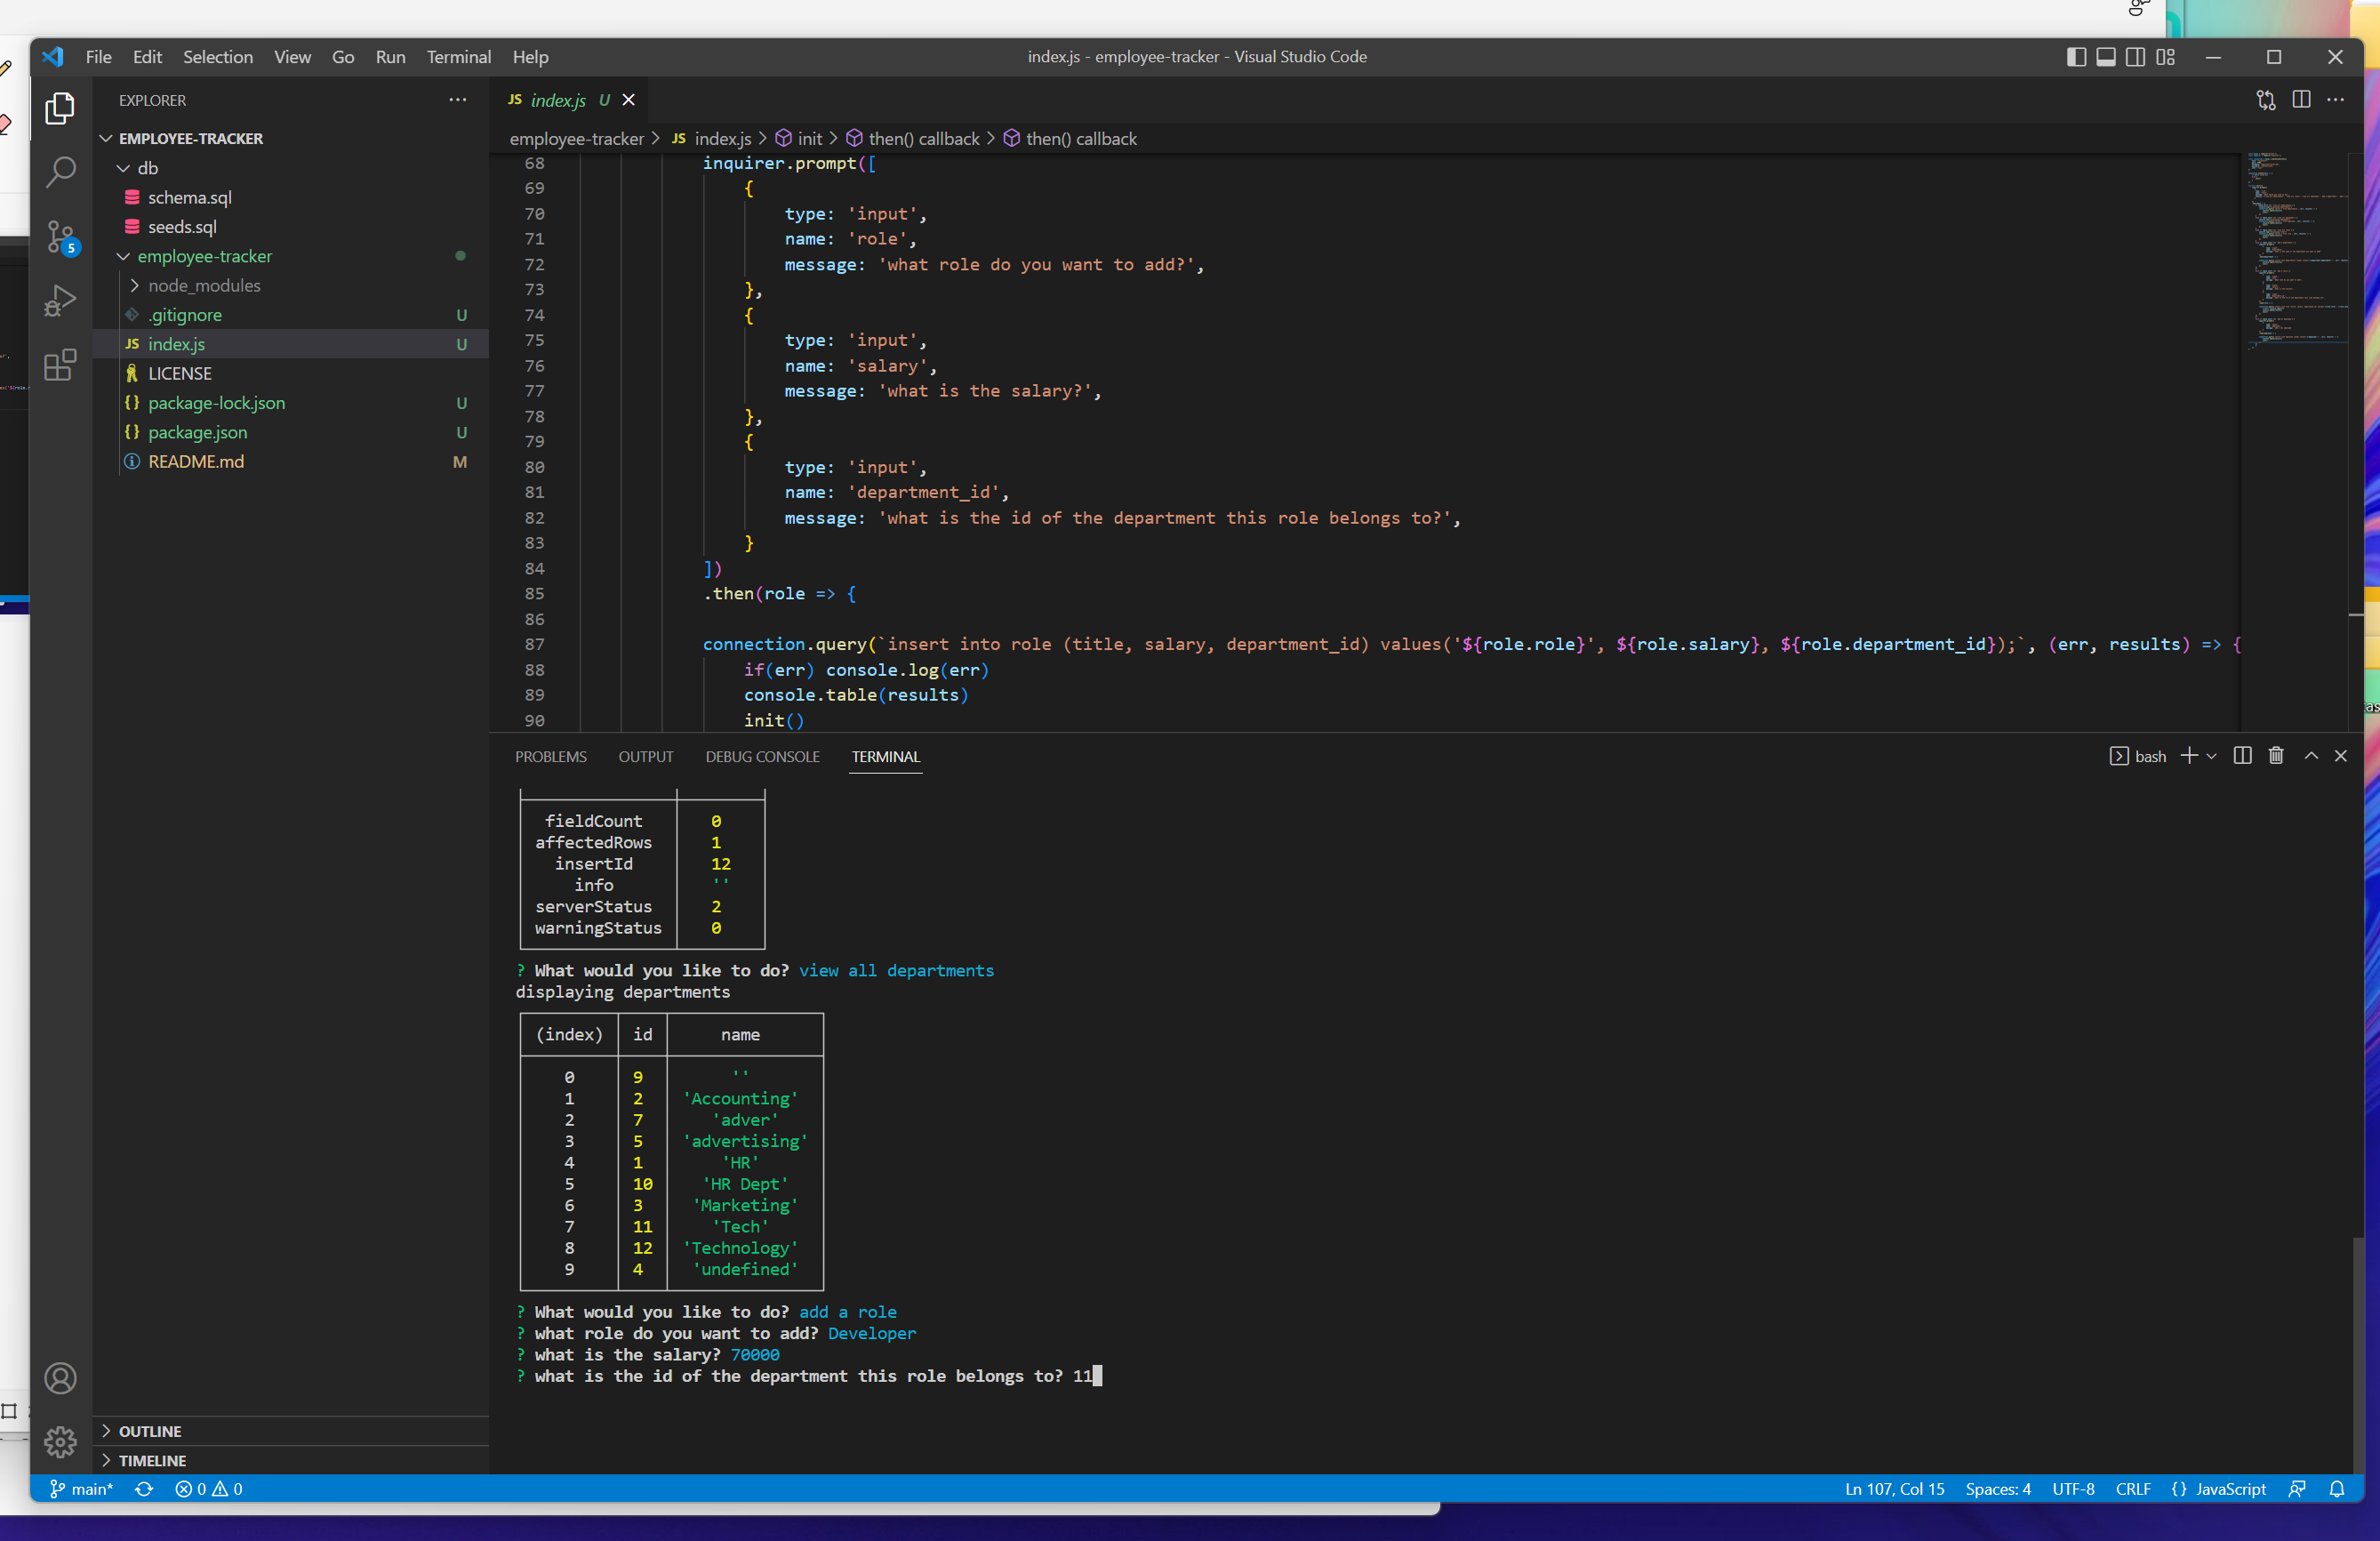 File Edit Selection View Go Run Terminal Help
index.js - employee-tracker - Visual Studio Code
EXPLORER
EMPLOYEE-TRACKER
db
schema.sql
seeds.sql
employee-tracker
node_modules
.gitignore U
JS index.js U
LICENSE
{} package-lock.json U
{} package.json U
README.md M
OUTLINE
TIMELINE
5
JS index.js U
employee-tracker > JS index.js > init > then() callback > then() callback
68 inquirer.prompt([
69 {
70 type: 'input',
71 name: 'role',
72 message: 'what role do you want to add?',
73 },
74 {
75 type: 'input',
76 name: 'salary',
77 message: 'what is the salary?',
78 },
79 {
80 type: 'input',
81 name: 'department_id',
82 message: 'what is the id of the department this role belongs to?',
83 }
84 ])
85 .then(role => {
86
87 connection.query(`insert into role (title, salary, department_id) values('${role.role}', ${role.salary}, ${role.department_id});`, (err, results) => {
88 if(err) console.log(err)
89 console.table(results)
90 init()
PROBLEMS OUTPUT DEBUG CONSOLE TERMINAL
bash
fieldCount 0
affectedRows 1
insertId 12
info ''
serverStatus 2
warningStatus 0
? What would you like to do? view all departments
displaying departments
(index) id name
0 9 ''
1 2 'Accounting'
2 7 'adver'
3 5 'advertising'
4 1 'HR'
5 10 'HR Dept'
6 3 'Marketing'
7 11 'Tech'
8 12 'Technology'
9 4 'undefined'
? What would you like to do? add a role
? what role do you want to add? Developer
? what is the salary? 70000
? what is the id of the department this role belongs to? 11
main* 0 0
Ln 107, Col 15 Spaces: 4 UTF-8 CRLF {} JavaScript